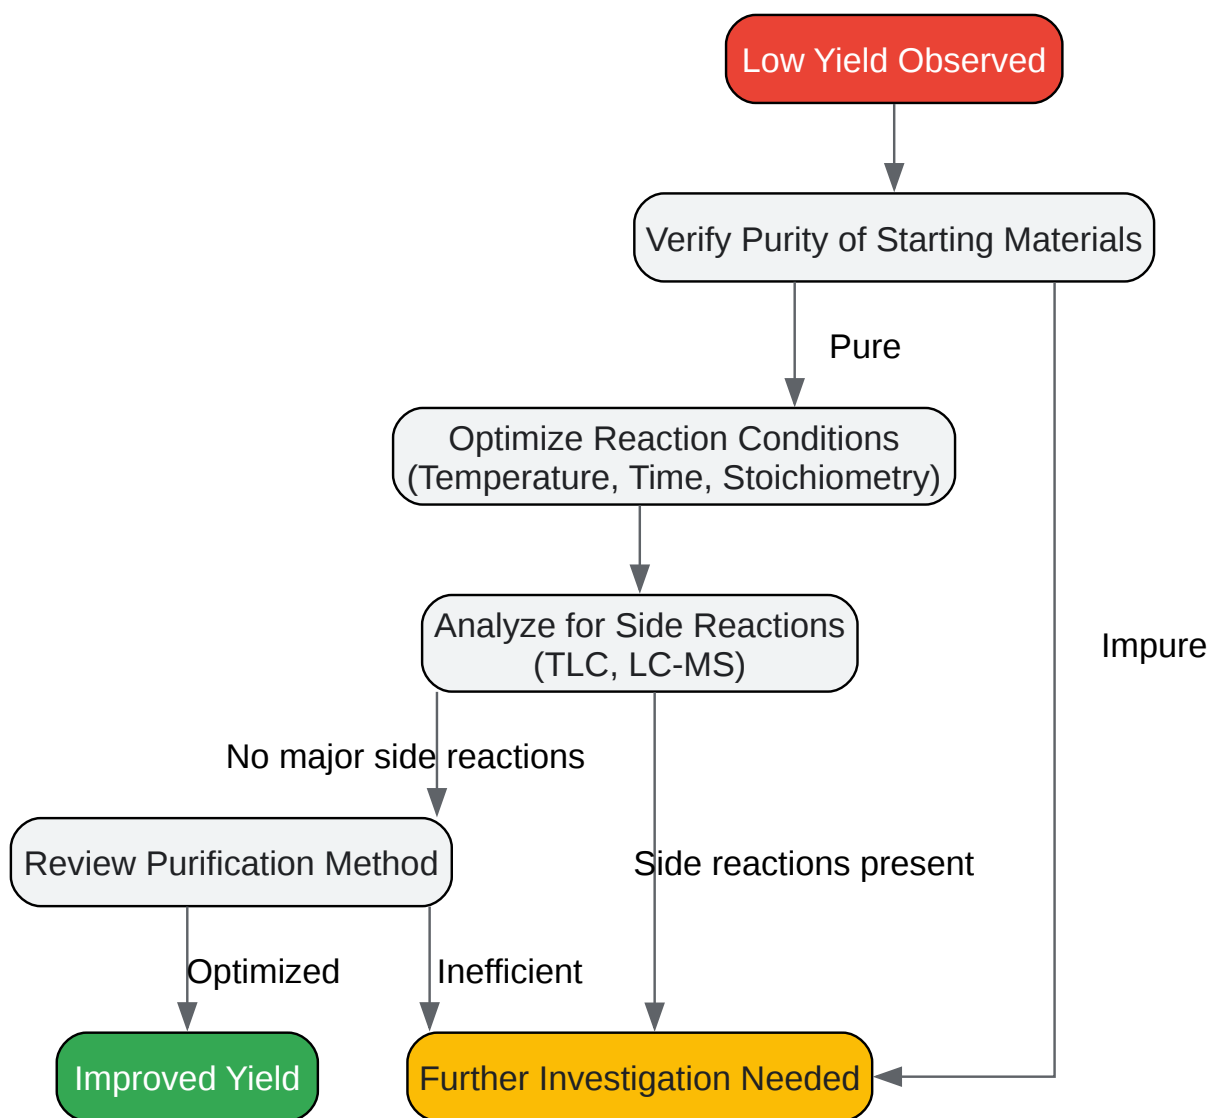 Low Yield Observed
Verify Purity of Starting Materials
Pure
Optimize Reaction Conditions
(Temperature, Time, Stoichiometry)
Analyze for Side Reactions
(TLC, LC-MS)
Impure
No major side reactions
Review Purification Method
Side reactions present
Optimized
Inefficient
Improved Yield
Further Investigation Needed